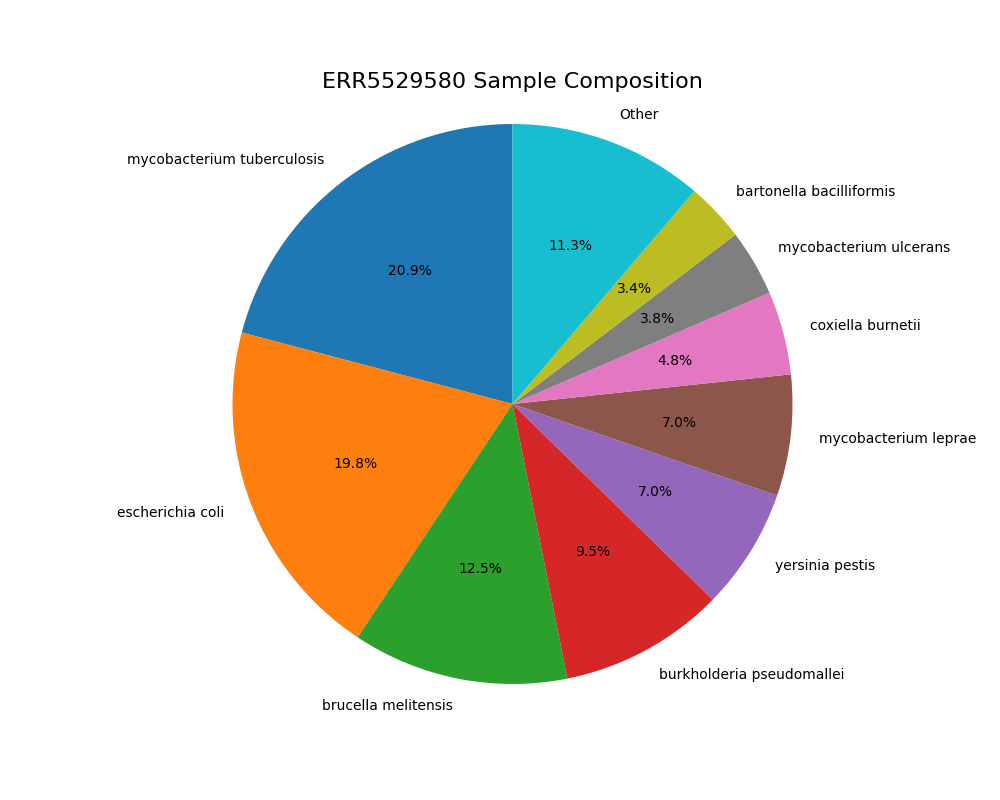 ERR5529580 Sample Composition
Other
mycobacterium tuberculosis
bartonella bacilliformis
mycobacterium ulcerans
11.3%
20.9%
3.4%
3.8%
coxiella burnetii
4.8%
7.0%
mycobacterium leprae
19.8%
7.0%
escherichia coli
9.5%
12.5%
yersinia pestis
burkholderia pseudomallei
brucella melitensis